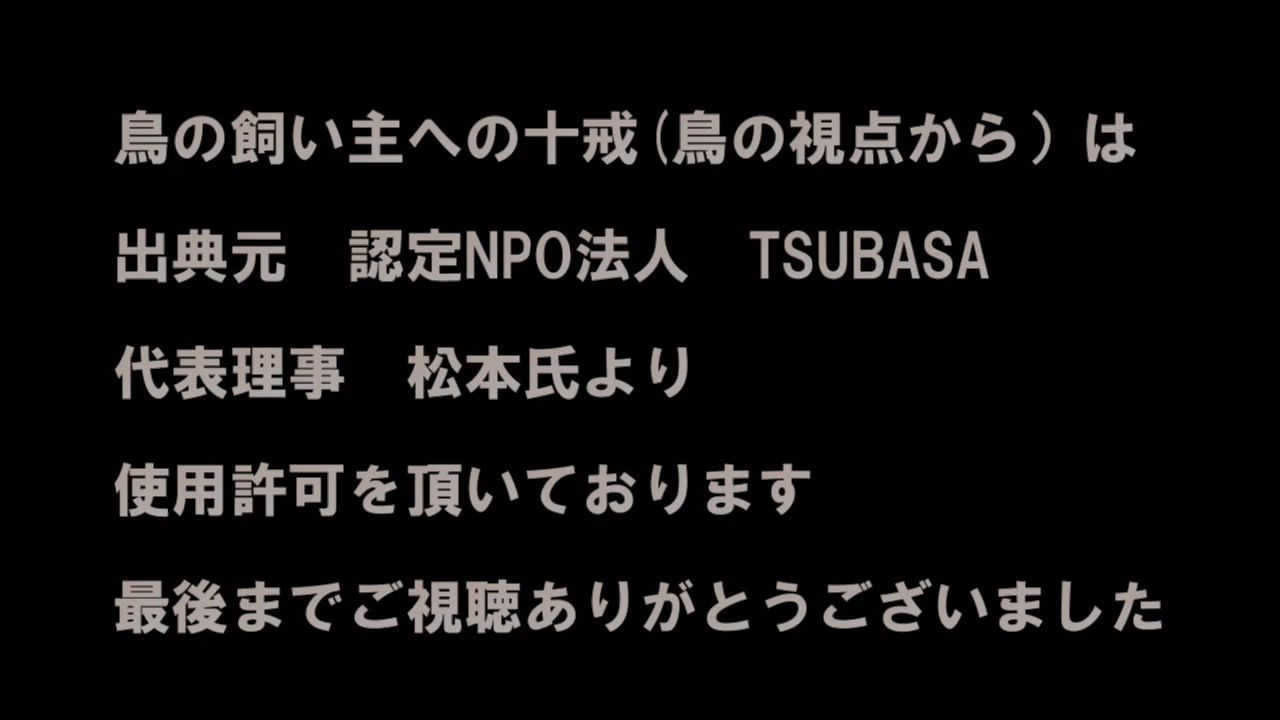 鳥の飼い主への十戒(鳥の視点から）は
出典元　認定NPO法人　TSUBASA
代表理事　松本氏より
使用許可を頂いております
最後までご視聴ありがとうございました